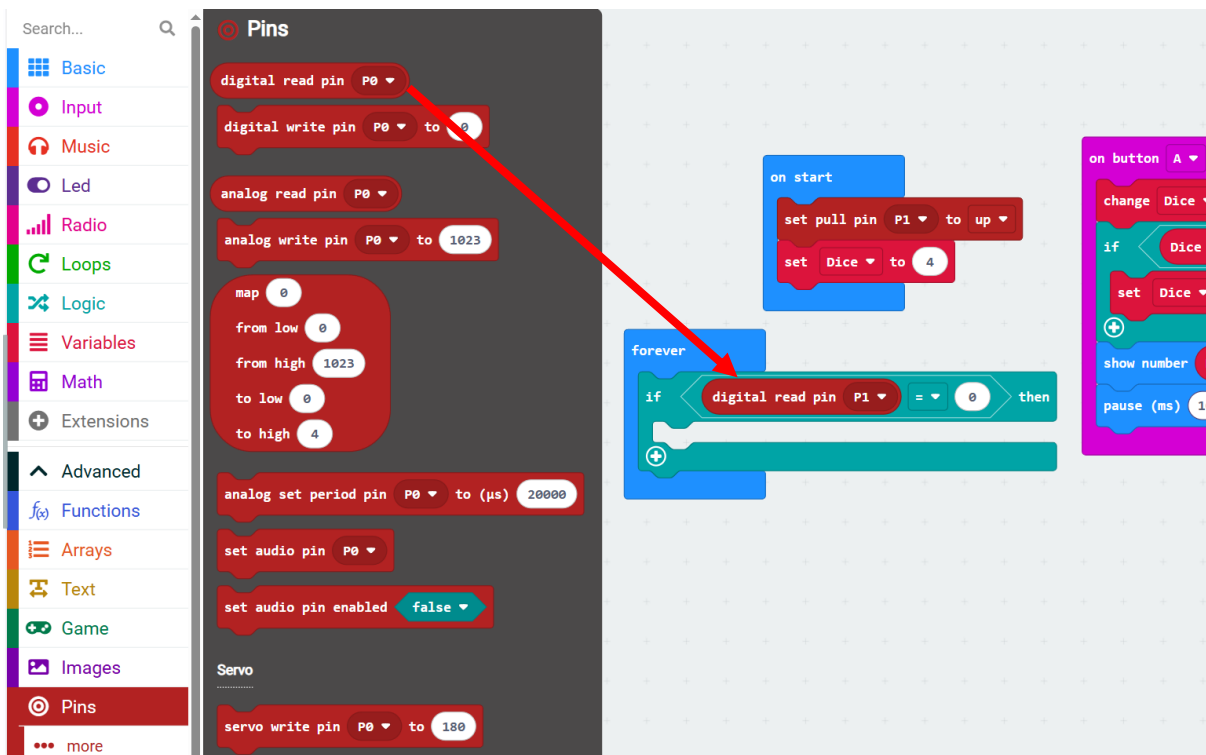 Search...
Basic
Input
Music
Led
Radio
Loops
Logic
Variables
Math
Extensions
Advanced
f(x) Functions
Arrays
Text
Game
Images
Pins
more
Pins
digital read pin P0
digital write pin P0 to 0
analog read pin P0
analog write pin P0 to 1023
map 0
from low 0
from high 1023
to low 0
to high 4
analog set period pin P0 to (µs) 20000
set audio pin P0
set audio pin enabled false
Servo
servo write pin P0 to 180
on start
set pull pin P1 to up
set Dice to 4
forever
if digital read pin P1 = 0 then
on button A
change Dice
if Dice
set Dice
show number
pause (ms) 1